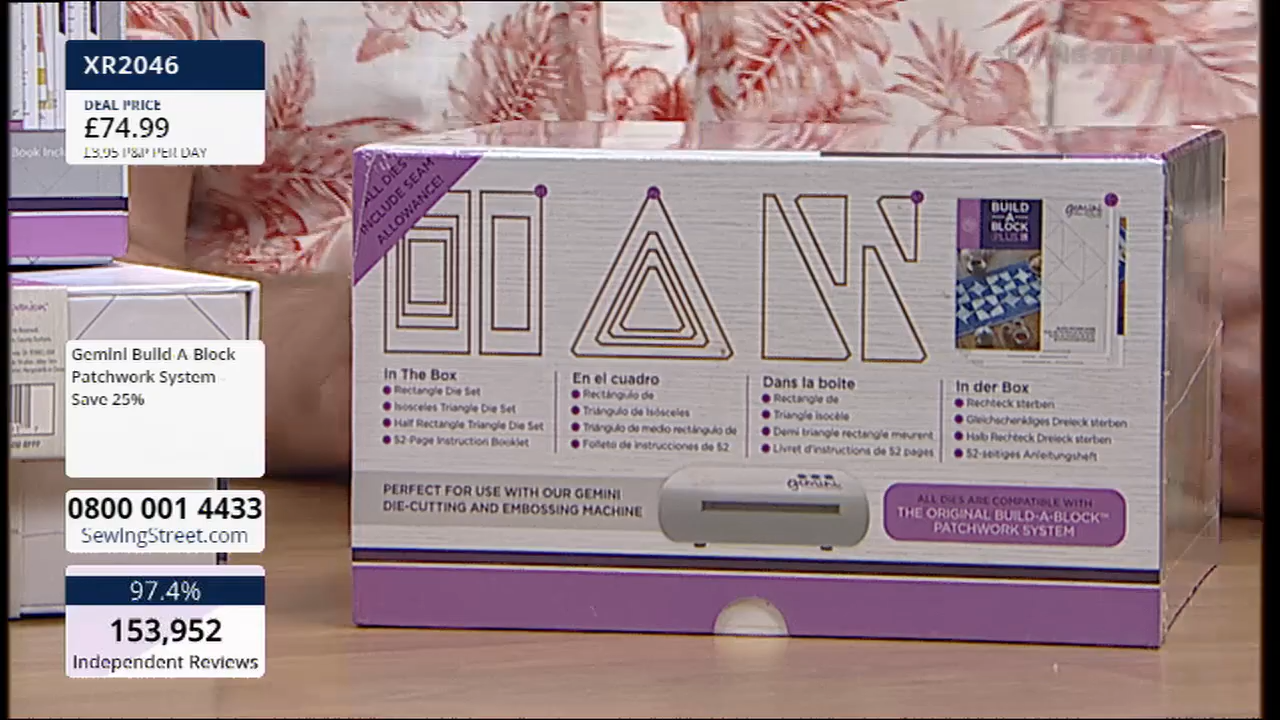 XR2046
DEAL PRICE
£74.99
£3.95 P&P PER DAY
Gemini Build A Block
Patchwork System -
Save 25%
0800 001 4433
SewingStreet.com
97.4%
153,952
Independent Reviews
Book Incl
ALL DIES
INCLUDE SEAM
ALLOWANCE!
BUILD
A
BLOCK
PLUS
gemini
In The Box
Rectangle Die Set
Isosceles Triangle Die Set
Half Rectangle Triangle Die Set
52-Page Instruction Booklet
En el cuadro
Rectángulo de
Triángulo de Isósceles
Triángulo de medio rectángulo de
Folleto de instrucciones de 52
Dans la boite
Rectangle de
Triangle isocèle
Demi triangle rectangle meurent
Livret d'instructions de 52 pages
In der Box
Rechteck sterben
Gleichschenkliges Dreieck sterben
Halb Rechteck Dreieck sterben
52-seitiges Anleitungsheft
PERFECT FOR USE WITH OUR GEMINI
DIE-CUTTING AND EMBOSSING MACHINE
gemini
ALL DIES ARE COMPATIBLE WITH
THE ORIGINAL BUILD-A-BLOCK™
PATCHWORK SYSTEM